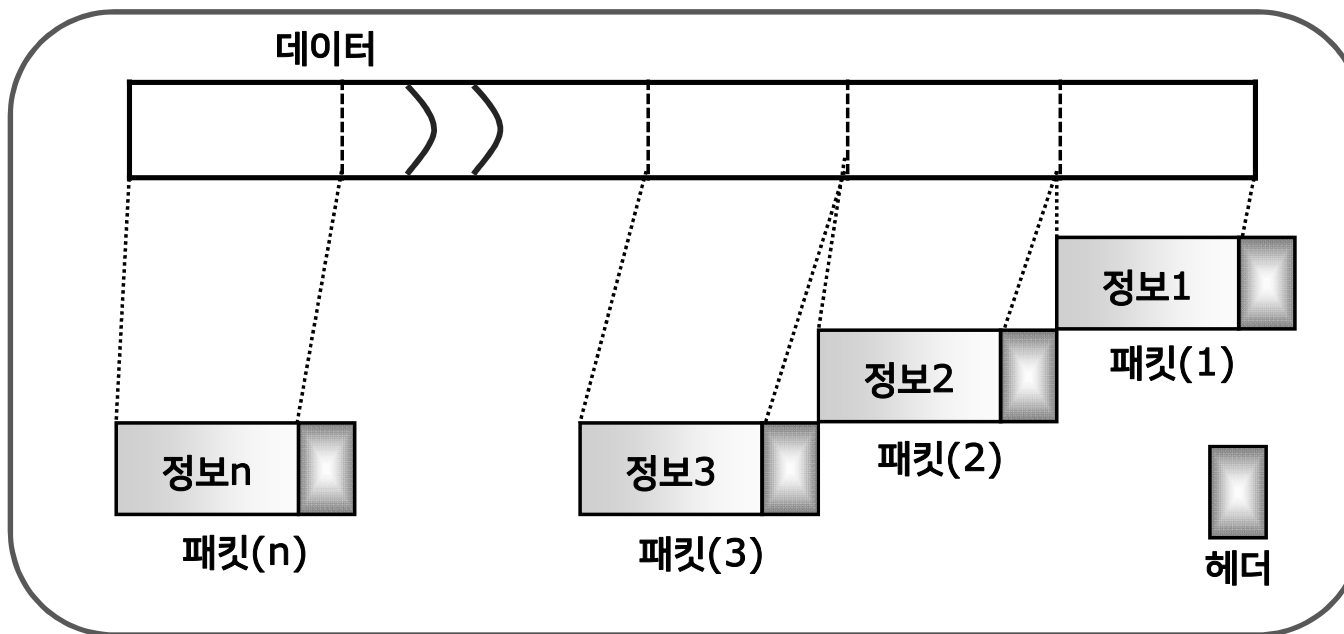 데이터
정보1
패킷(1)
정보2
패킷(2)
정보n
정보3
패킷(n)
패킷(3)
헤더